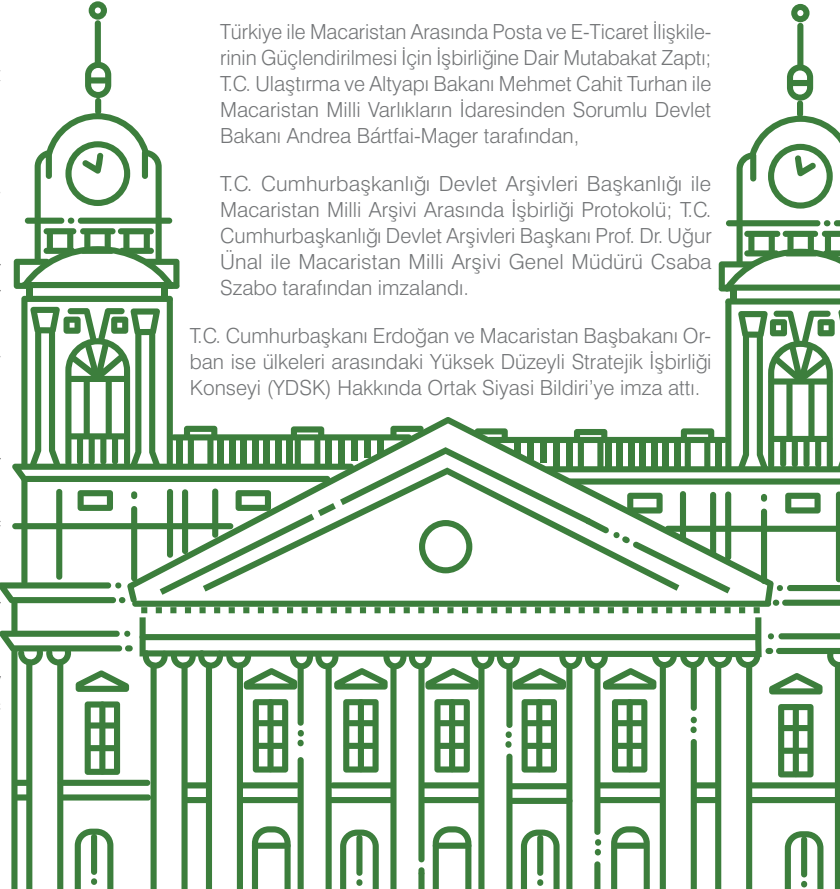 Türkiye ile Macaristan Arasında Posta ve E-Ticaret İlişkile-
rinin Güçlendirilmesi İçin İşbirliğine Dair Mutabakat Zaptı;
T.C. Ulaştırma ve Altyapı Bakanı Mehmet Cahit Turhan ile
Macaristan Milli Varlıkların İdaresinden Sorumlu Devlet
Bakanı Andrea Bártfai-Mager tarafından,
T.C. Cumhurbaşkanlığı Devlet Arşivleri Başkanlığı ile
Macaristan Milli Arşivi Arasında İşbirliği Protokolü; T.C.
Cumhurbaşkanlığı Devlet Arşivleri Başkanı Prof. Dr. Uğur
Ünal ile Macaristan Milli Arşivi Genel Müdürü Csaba
Szabo tarafından imzalandı.
T.C. Cumhurbaşkanı Erdoğan ve Macaristan Başbakanı Or-
ban ise ülkeleri arasındaki Yüksek Düzeyli Stratejik İşbirliği
Konseyi (YDSK) Hakkında Ortak Siyasi Bildiri’ye imza attı.